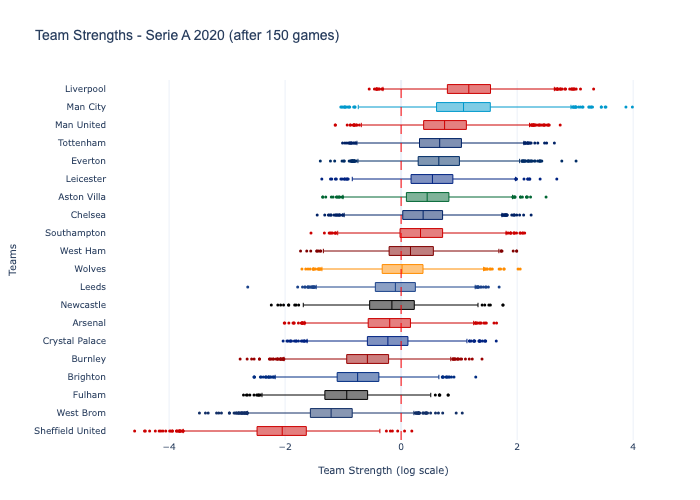 Team Strengths - Serie A 2020 (after 150 games)
Liverpool
Man City
Man United
Tottenham
Everton
Leicester
Aston Villa
Chelsea
Southampton
West Ham
Wolves
Leeds
Newcastle
Arsenal
Crystal Palace
Burnley
Brighton
Fulham
West Brom
Sheffield United
Teams
−4 −2 0 2 4
Team Strength (log scale)